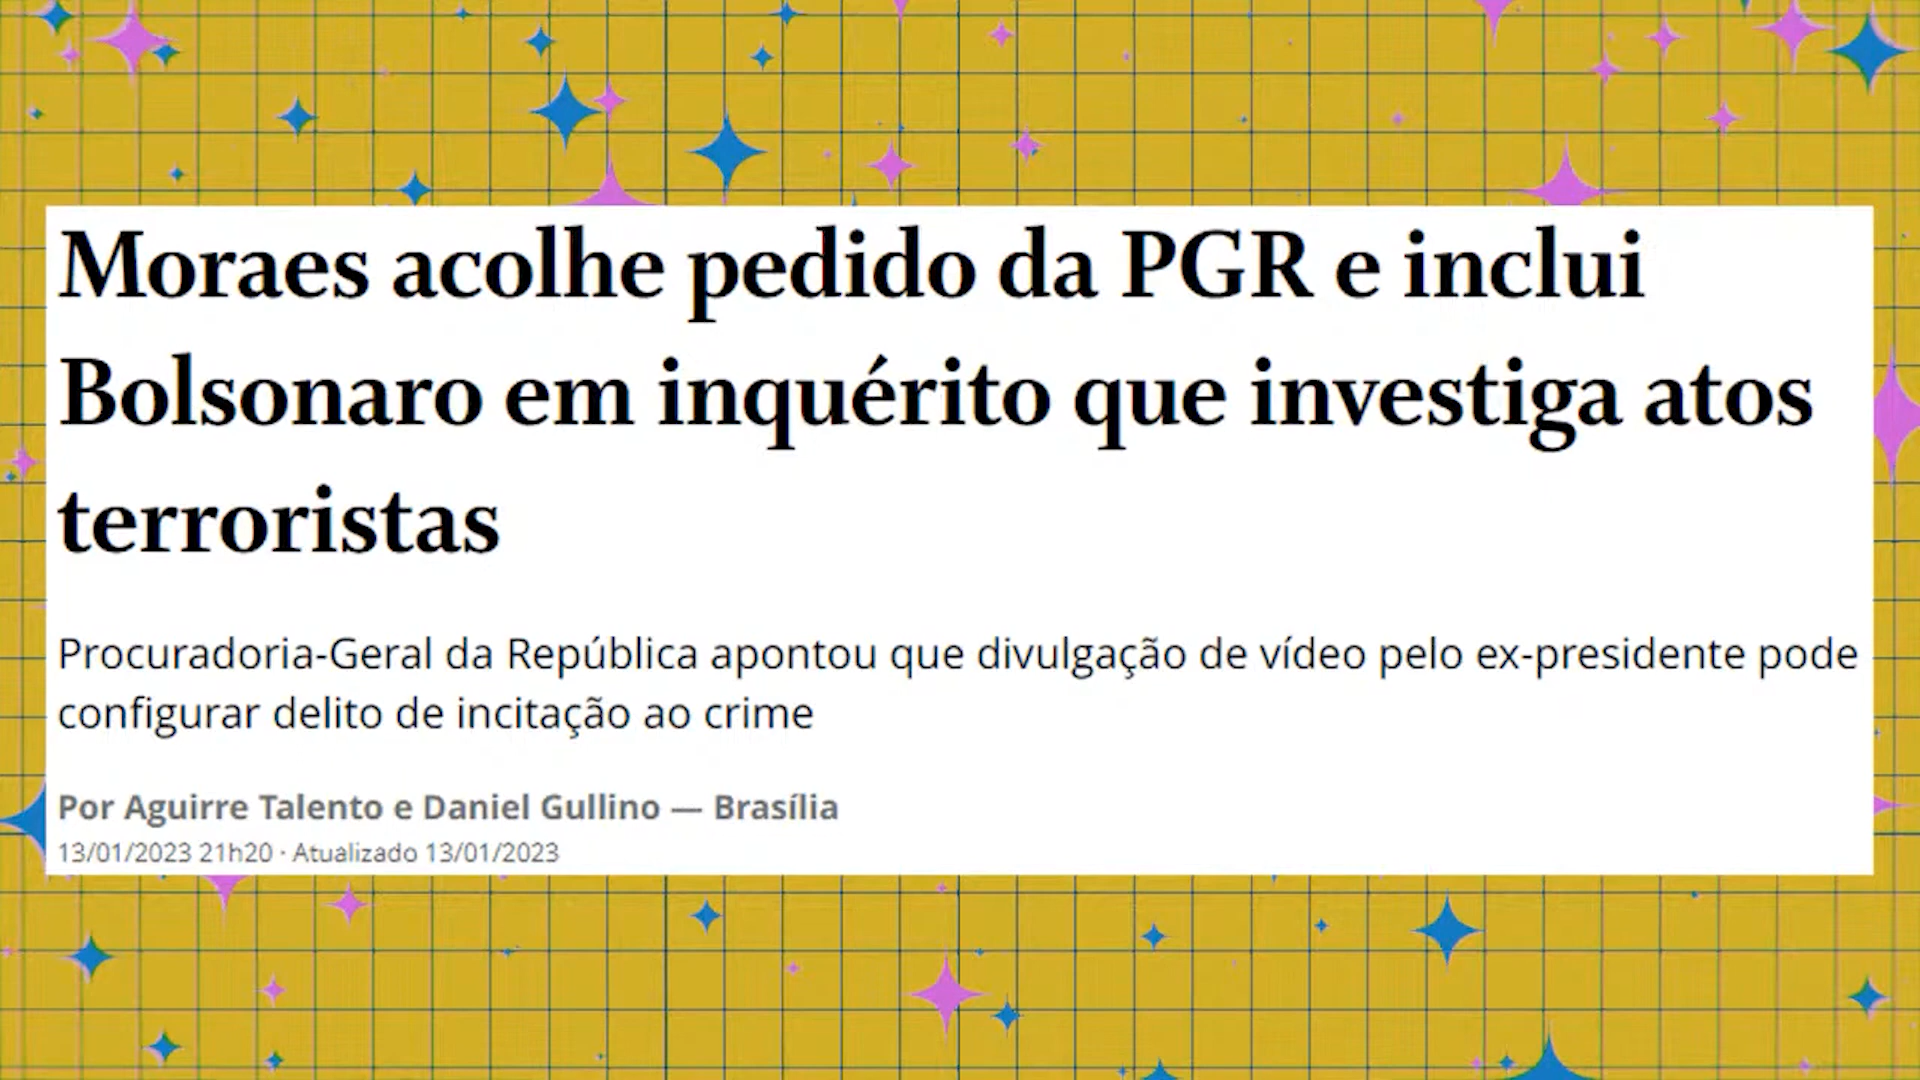 Moraes acolhe pedido da PGR e inclui
Bolsonaro em inquérito que investiga atos
terroristas
Procuradoria-Geral da República apontou que divulgação de vídeo pelo ex-presidente pode
configurar delito de incitação ao crime
Por Aguirre Talento e Daniel Gullino — Brasília
13/01/2023 21h20 · Atualizado 13/01/2023